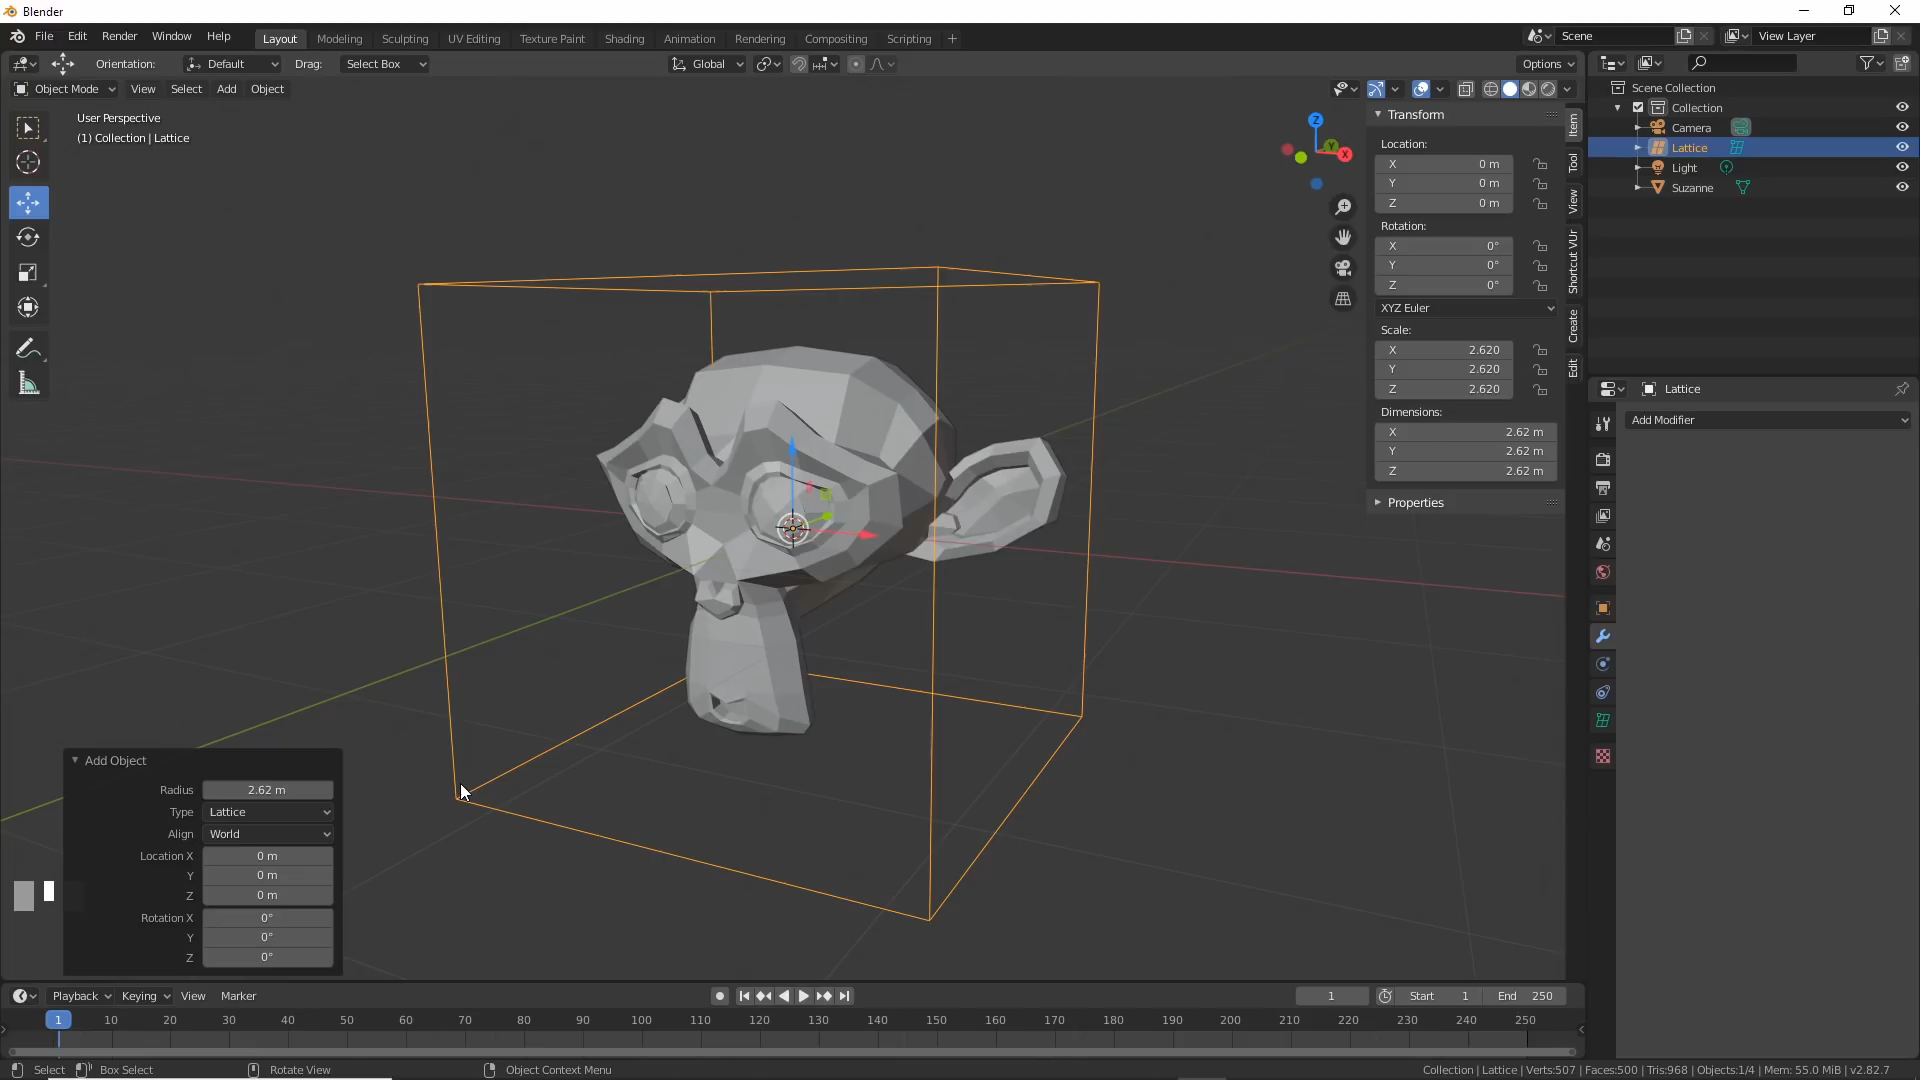 Blender
File Edit Render Window Help Layout Modeling Sculpting UV Editing Texture Paint Shading Animation Rendering Compositing Scripting + Scene View Layer
Orientation: Default Drag: Select Box Global Options
Object Mode View Select Add Object
User Perspective
(1) Collection | Lattice
Z
Y
X
Transform
Location:
X 0 m
Y 0 m
Z 0 m
Rotation:
X 0°
Y 0°
Z 0°
XYZ Euler
Scale:
X 2.620
Y 2.620
Z 2.620
Dimensions:
X 2.62 m
Y 2.62 m
Z 2.62 m
Properties
Item
Tool
View
Shortcut VUr
Create
Edit
Scene Collection
Collection
Camera
Lattice
Light
Suzanne
Lattice
Add Modifier
Add Object
Radius 2.62 m
Type Lattice
Align World
Location X 0 m
Y 0 m
Z 0 m
Rotation X 0°
Y 0°
Z 0°
Playback Keying View Marker 1 Start 1 End 250
1 10 20 30 40 50 60 70 80 90 100 110 120 130 140 150 160 170 180 190 200 210 220 230 240 250
Select Box Select Rotate View Object Context Menu Collection | Lattice | Verts:507 | Faces:500 | Tris:968 | Objects:1/4 | Mem: 55.0 MiB | v2.82.7